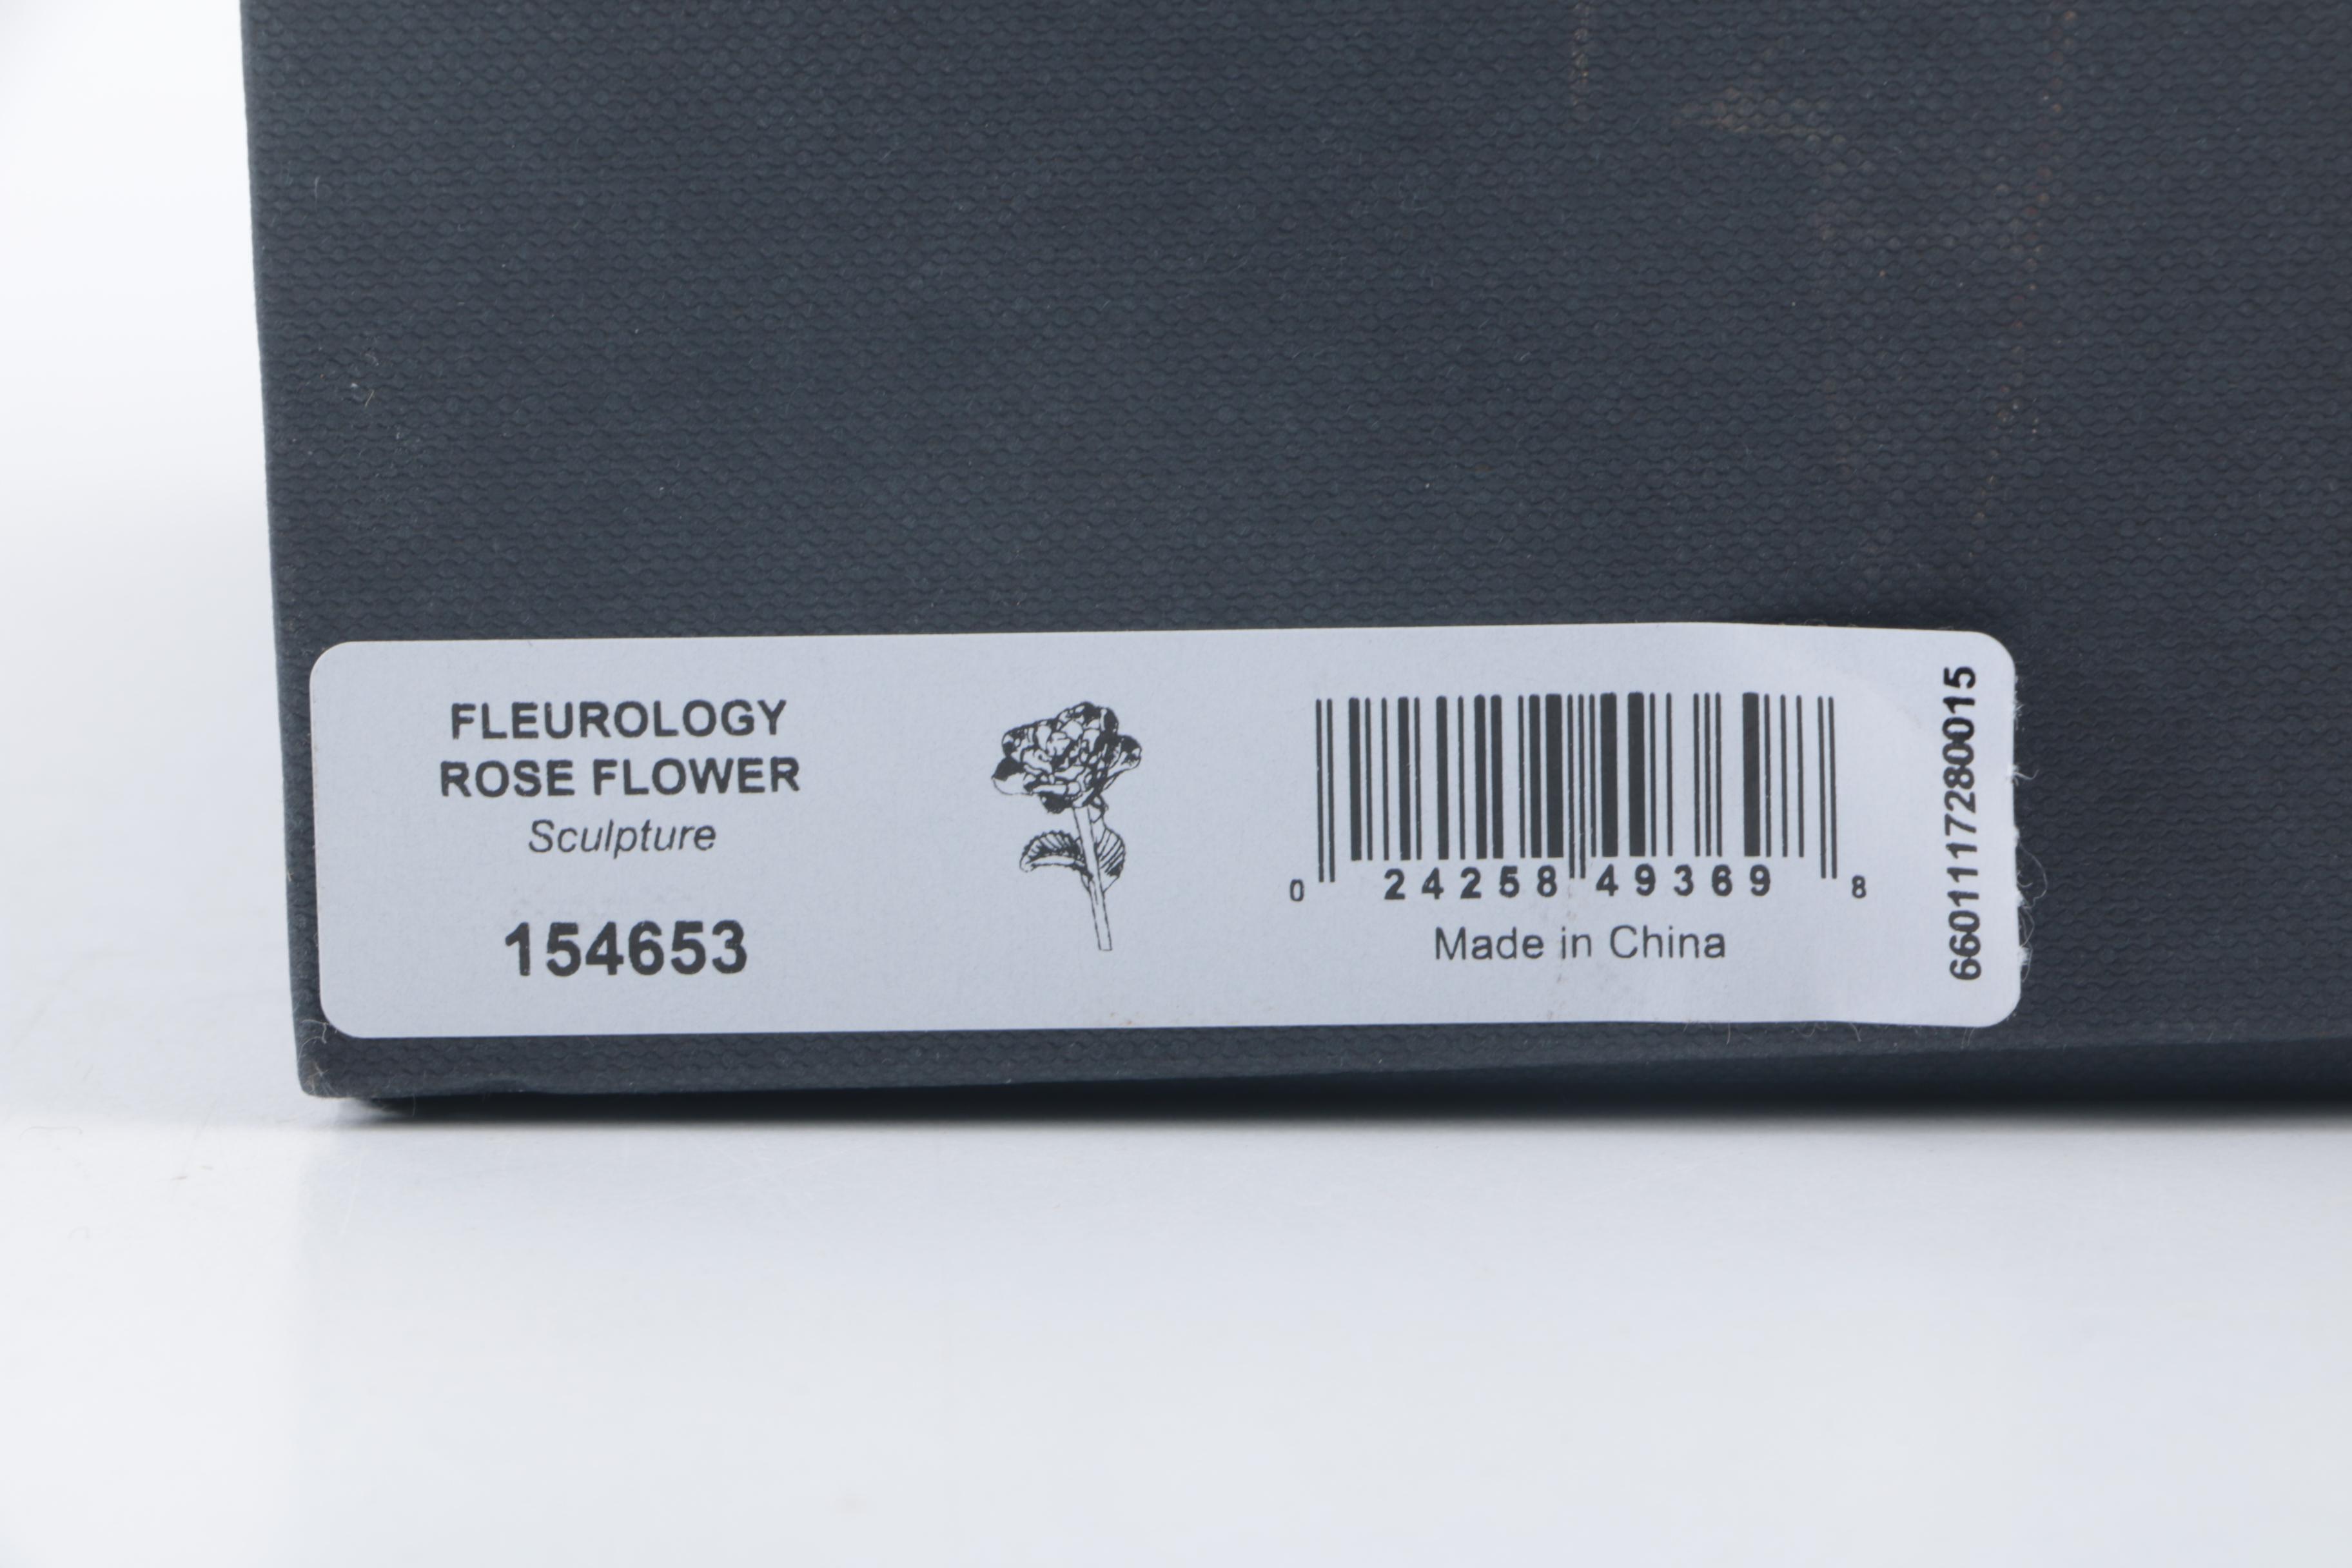 FLEUROLOGY
ROSE FLOWER
Sculpture
154653
0 24258 49369 8
Made in China
6601117280015